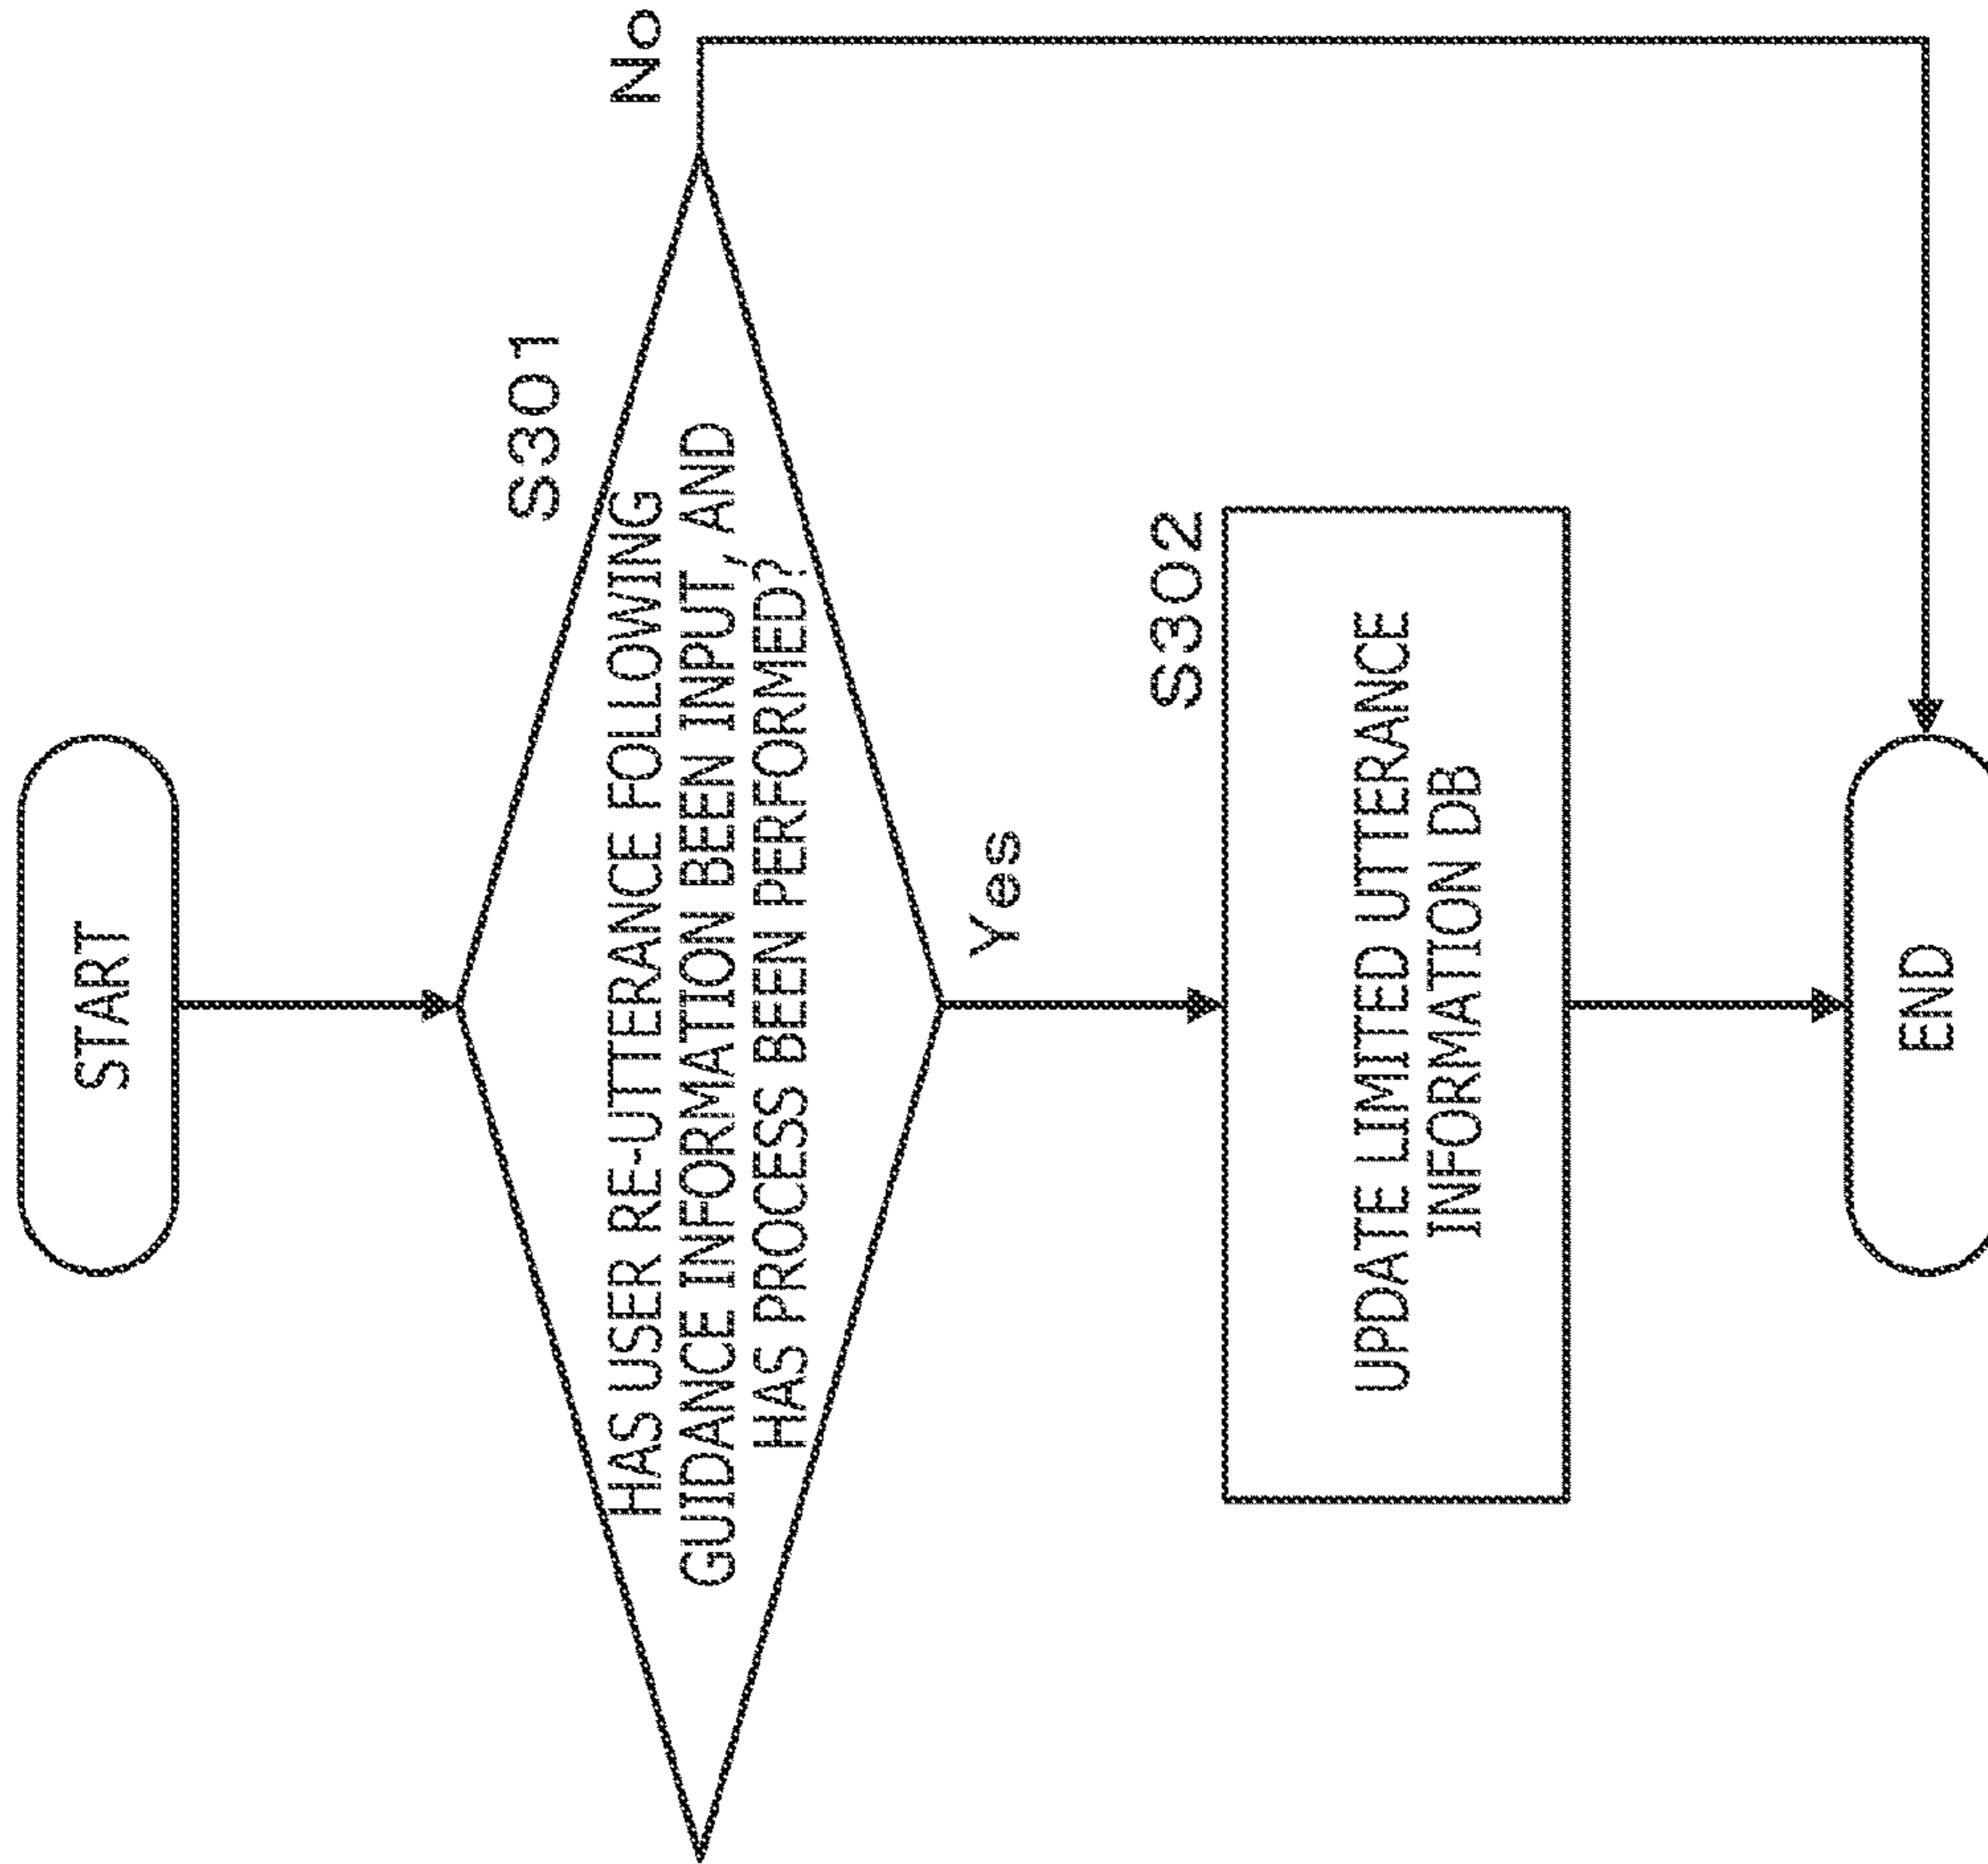 START
S301
HAS USER RE-UTTERANCE FOLLOWING
GUIDANCE INFORMATION BEEN INPUT, AND
HAS PROCESS BEEN PERFORMED?
No
Yes
S302
UPDATE LIMITED UTTERANCE
INFORMATION DB
END